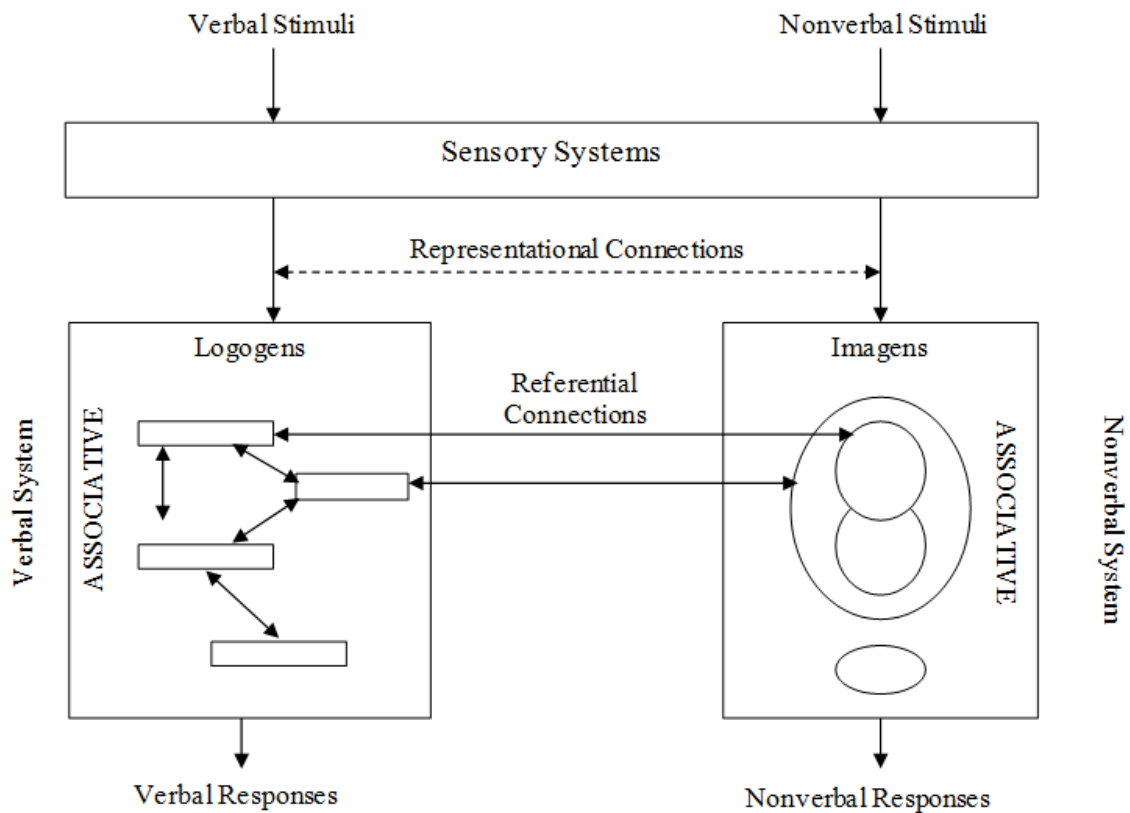 Verbal Stimuli
Nonverbal Stimuli
Sensory Systems
Representational Connections
Logogens
Imagens
Referential
Connections
Verbal System
ASSOCIATIVE
ASSOCIATIVE
Nonverbal System
Verbal Responses
Nonverbal Responses